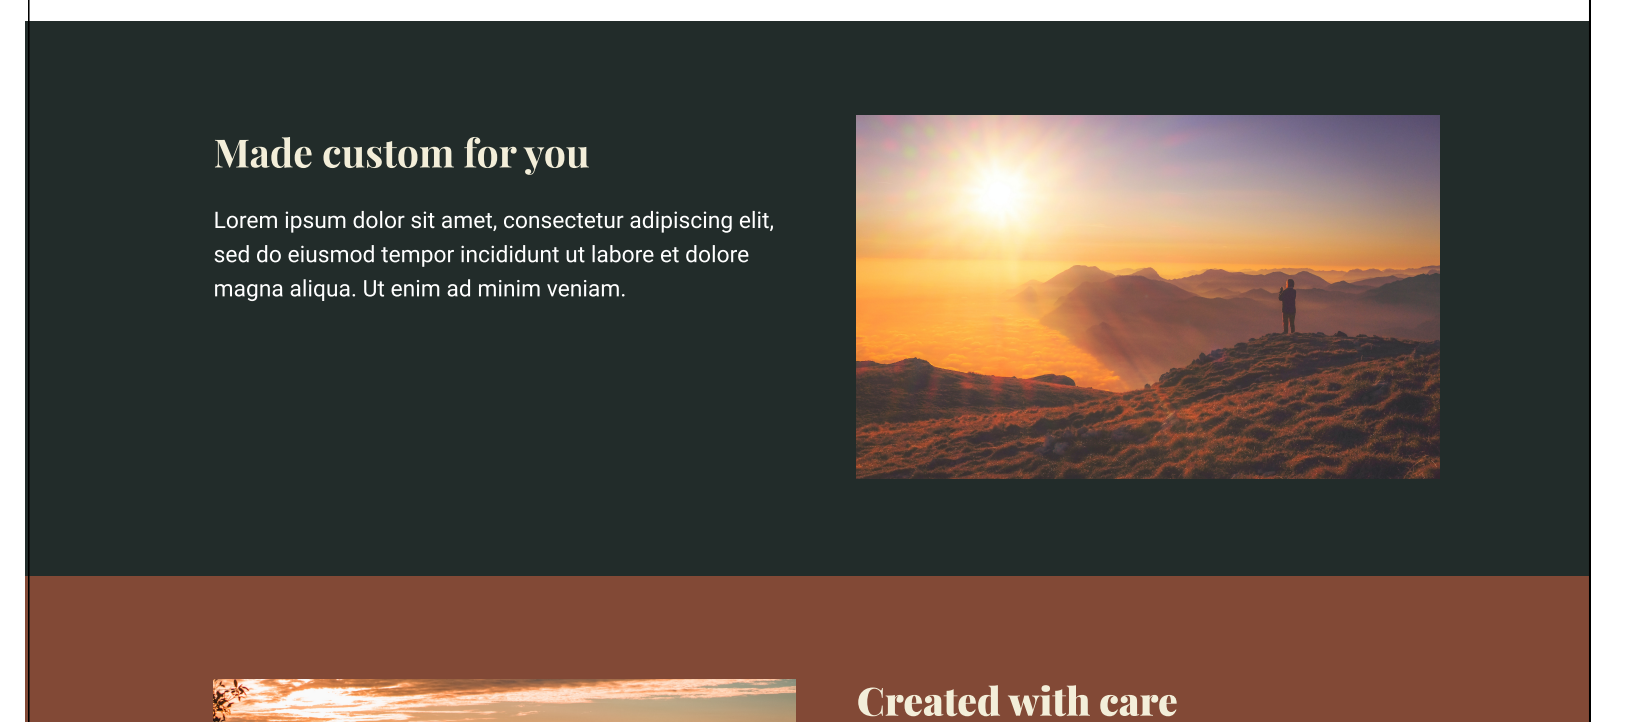 Made custom for you
Lorem ipsum dolor sit amet, consectetur adipiscing elit,
sed do eiusmod tempor incididunt ut labore et dolore
magna aliqua. Ut enim ad minim veniam.
Created with care